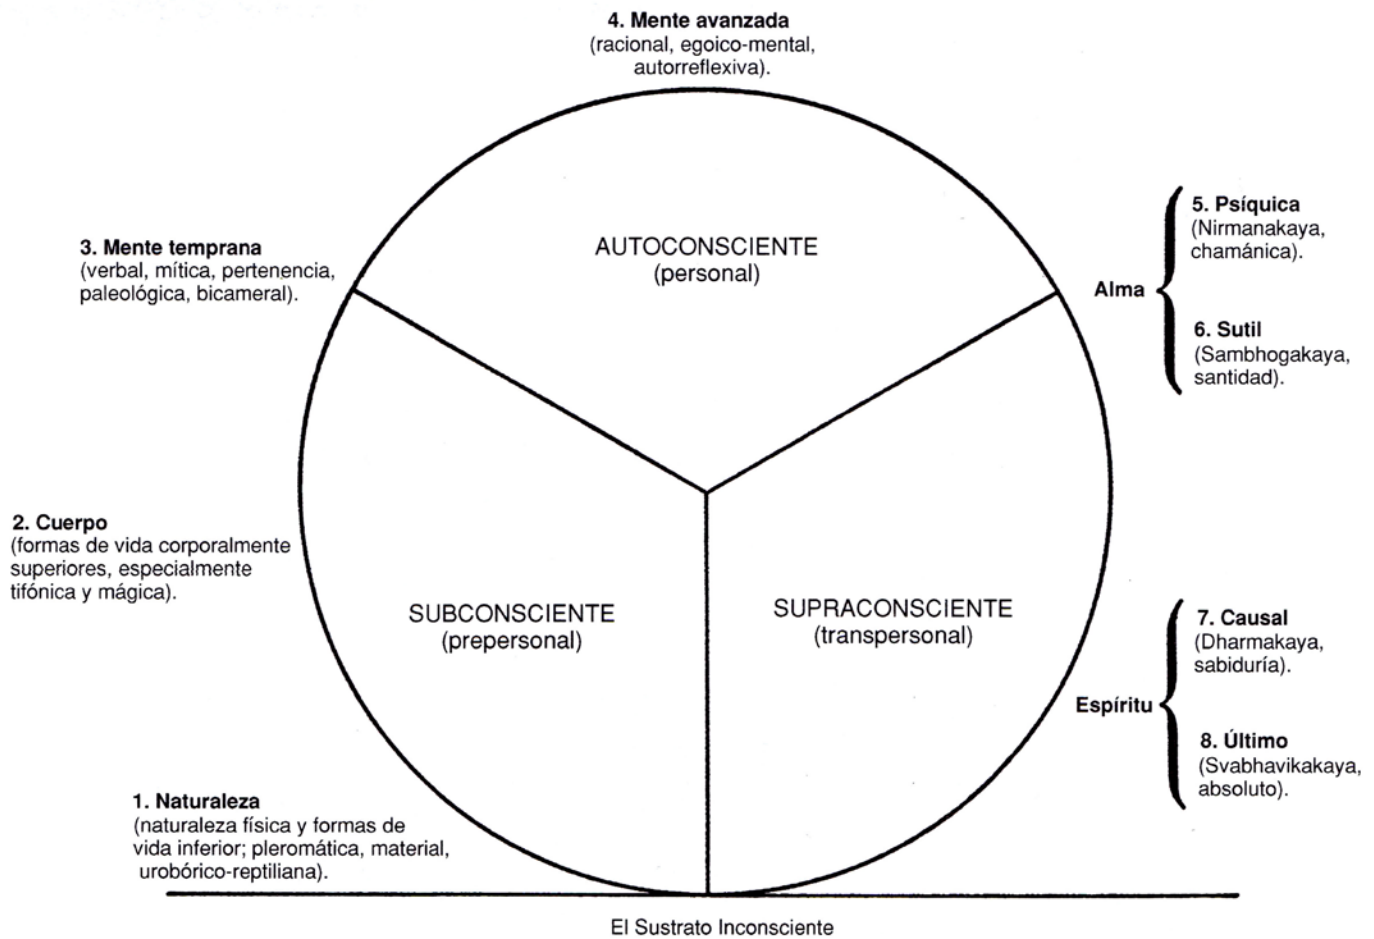 4. Mente avanzada
(racional, egoico-mental,
autorreflexiva).
3. Mente temprana
(verbal, mítica, pertenencia,
paleológica, bicameral).
AUTOCONSCIENTE
(personal)
Alma
5. Psíquica
(Nirmanakaya,
chamánica).
6. Sutil
(Sambhogakaya,
santidad).
2. Cuerpo
(formas de vida corporalmente
superiores, especialmente
tifónica y mágica).
SUBCONSCIENTE
(prepersonal)
SUPRACONSCIENTE
(transpersonal)
Espíritu
7. Causal
(Dharmakaya,
sabiduría).
8. Último
(Svabhavikakaya,
absoluto).
1. Naturaleza
(naturaleza física y formas de
vida inferior; pleromática, material,
urobórico-reptiliana).
El Sustrato Inconsciente